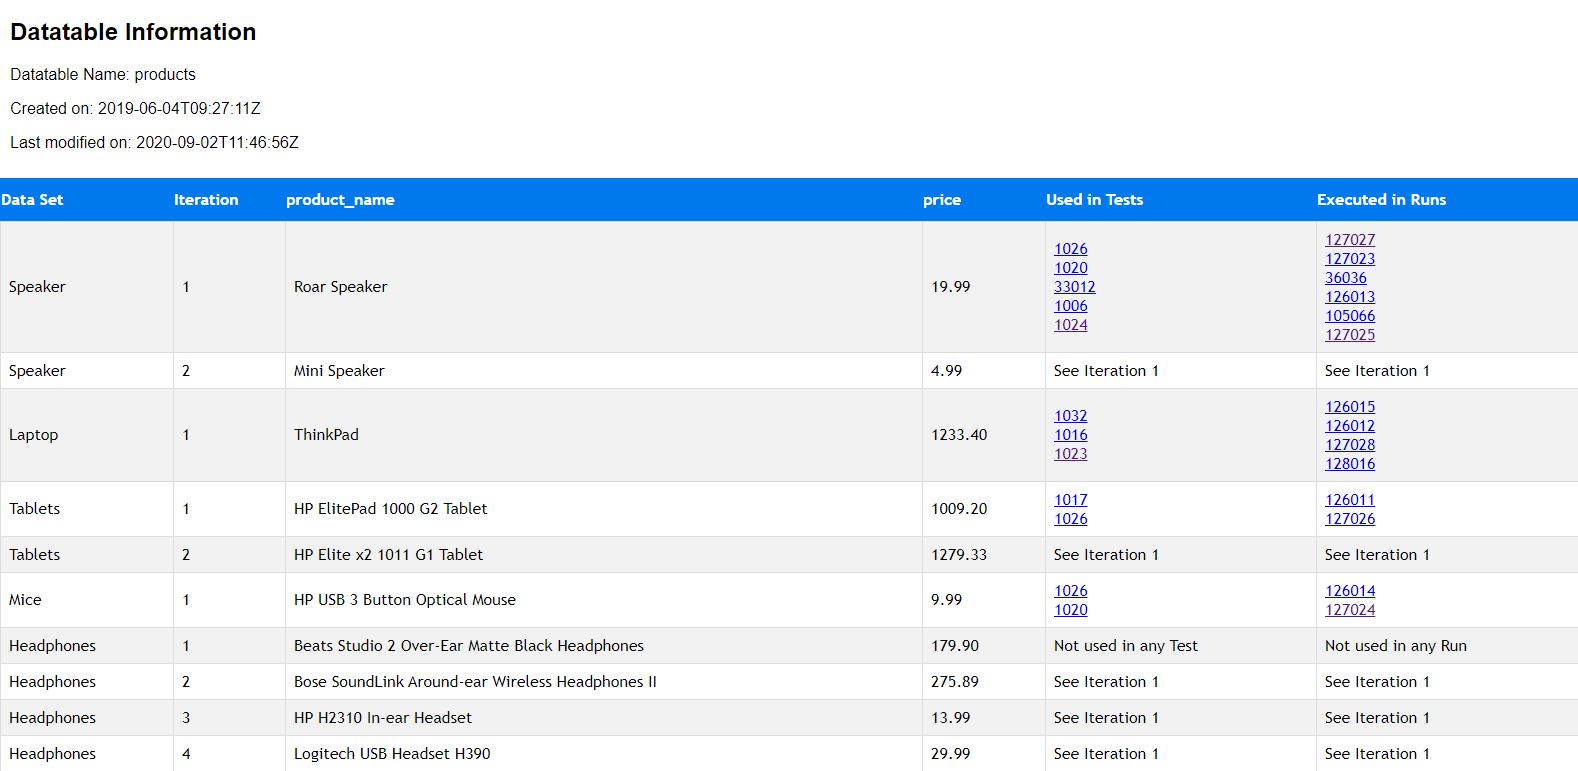 Datatable Information
Datatable Name: products
Created on: 2019-06-04T09:27:11Z
Last modified on: 2020-09-02T11:46:56Z
Data Set Iteration product_name price Used in Tests Executed in Runs
Speaker 1 Roar Speaker 19.99
1026
1020
33012
1006
1024
127027
127023
36036
126013
105066
127025
Speaker 2 Mini Speaker 4.99 See Iteration 1 See Iteration 1
Laptop 1 ThinkPad 1233.40
1032
1016
1023
126015
126012
127028
128016
Tablets 1 HP ElitePad 1000 G2 Tablet 1009.20
1017
1026
126011
127026
Tablets 2 HP Elite x2 1011 G1 Tablet 1279.33 See Iteration 1 See Iteration 1
Mice 1 HP USB 3 Button Optical Mouse 9.99
1026
1020
126014
127024
Headphones 1 Beats Studio 2 Over-Ear Matte Black Headphones 179.90 Not used in any Test Not used in any Run
Headphones 2 Bose SoundLink Around-ear Wireless Headphones II 275.89 See Iteration 1 See Iteration 1
Headphones 3 HP H2310 In-ear Headset 13.99 See Iteration 1 See Iteration 1
Headphones 4 Logitech USB Headset H390 29.99 See Iteration 1 See Iteration 1